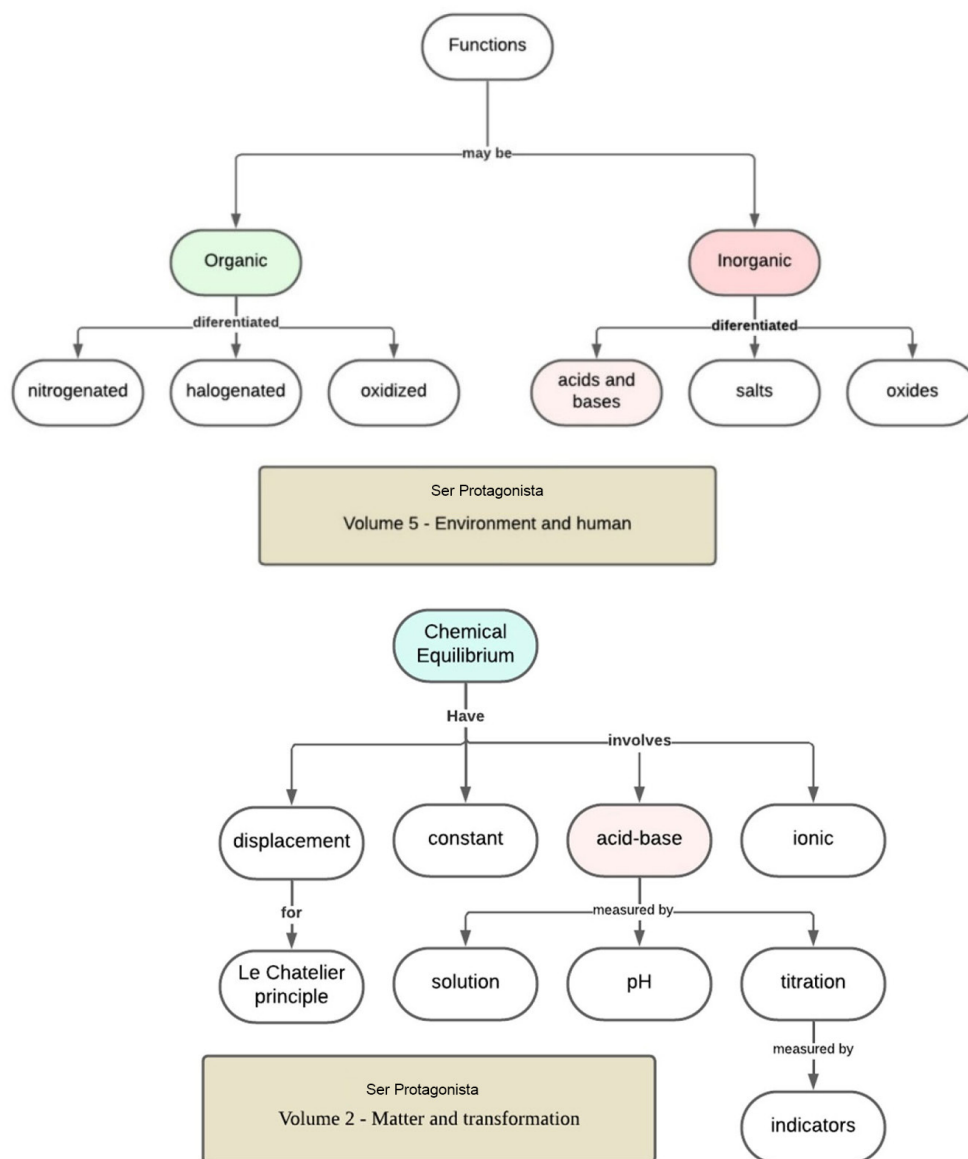 Functions
may be
Organic
Inorganic
diferentiated
diferentiated
nitrogenated
halogenated
oxidized
acids and
bases
salts
oxides
Ser Protagonista
Volume 5 - Environment and human
Chemical
Equilibrium
Have
involves
displacement
constant
acid-base
ionic
for
measured by
Le Chatelier
principle
solution
pH
titration
measured by
indicators
Ser Protagonista
Volume 2 - Matter and transformation